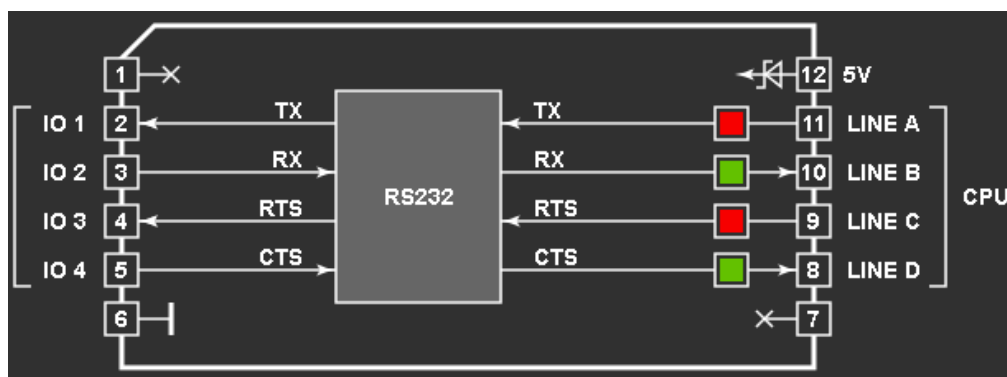 1 12 5V
IO 1 2 TX TX 11 LINE A
IO 2 3 RX RX 10 LINE B
RS232 CPU
IO 3 4 RTS RTS 9 LINE C
IO 4 5 CTS CTS 8 LINE D
6 7